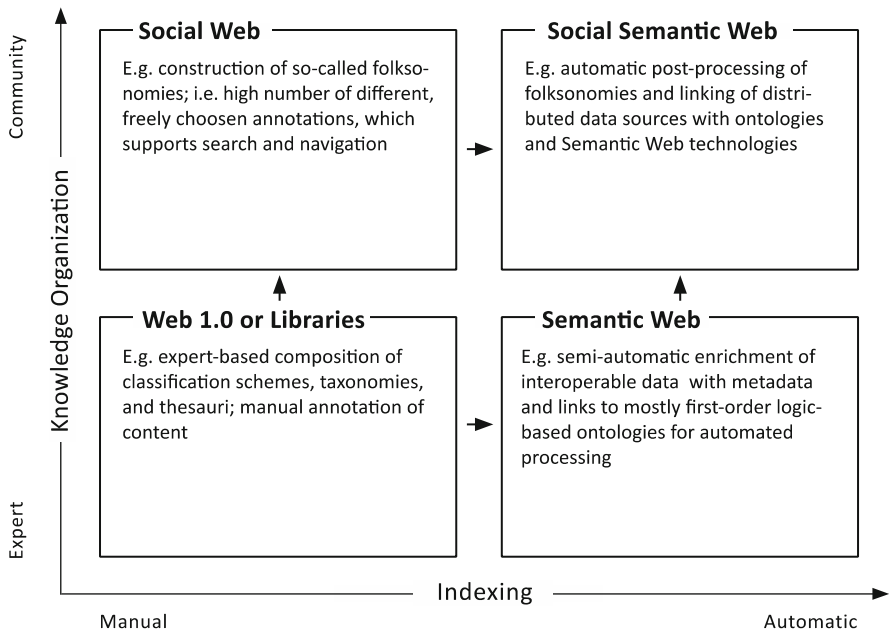 Community
Knowledge Organization
Expert
Social Web
E.g. construction of so-called folkso-
nomies; i.e. high number of different,
freely choosen annotations, which
supports search and navigation
Social Semantic Web
E.g. automatic post-processing of
folksonomies and linking of distri-
buted data sources with ontologies
and Semantic Web technologies
Web 1.0 or Libraries
E.g. expert-based composition of
classification schemes, taxonomies,
and thesauri; manual annotation of
content
Semantic Web
E.g. semi-automatic enrichment of
interoperable data with metadata
and links to mostly first-order logic-
based ontologies for automated
processing
Indexing
Manual
Automatic